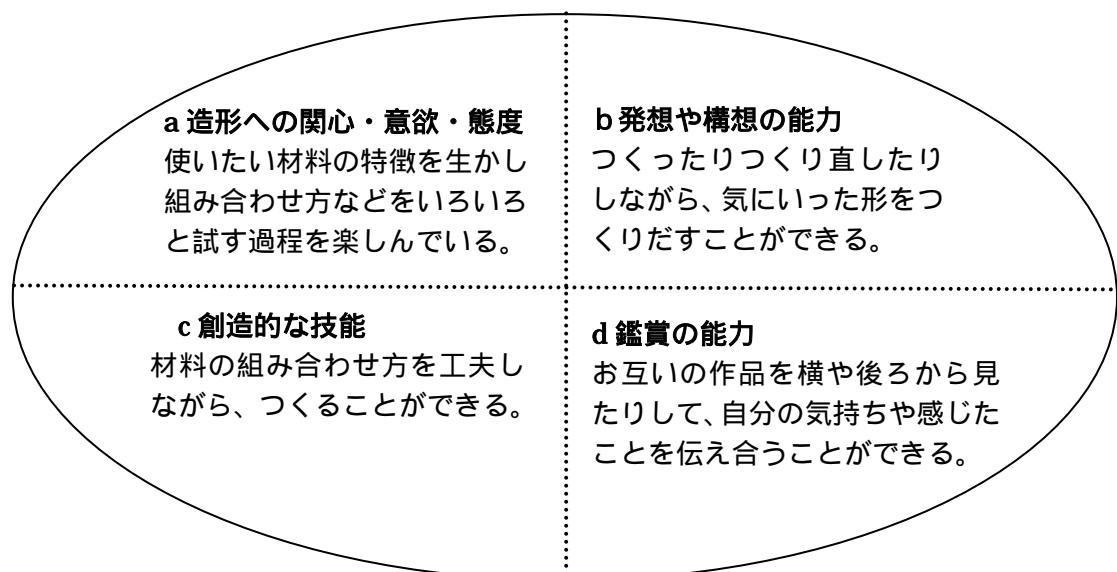 a 造形への関心・意欲・態度
使いたい材料の特徴を生かし
組み合わせ方などをいろいろ
と試す過程を楽しんでいる。
b 発想や構想の能力
つくったりつくり直したり
しながら、気にいった形をつ
くりだすことができる。
c 創造的な技能
材料の組み合わせ方を工夫し
ながら、つくることができる。
d 鑑賞の能力
お互いの作品を横や後ろから見
たりして、自分の気持ちや感じた
ことを伝え合うことができる。